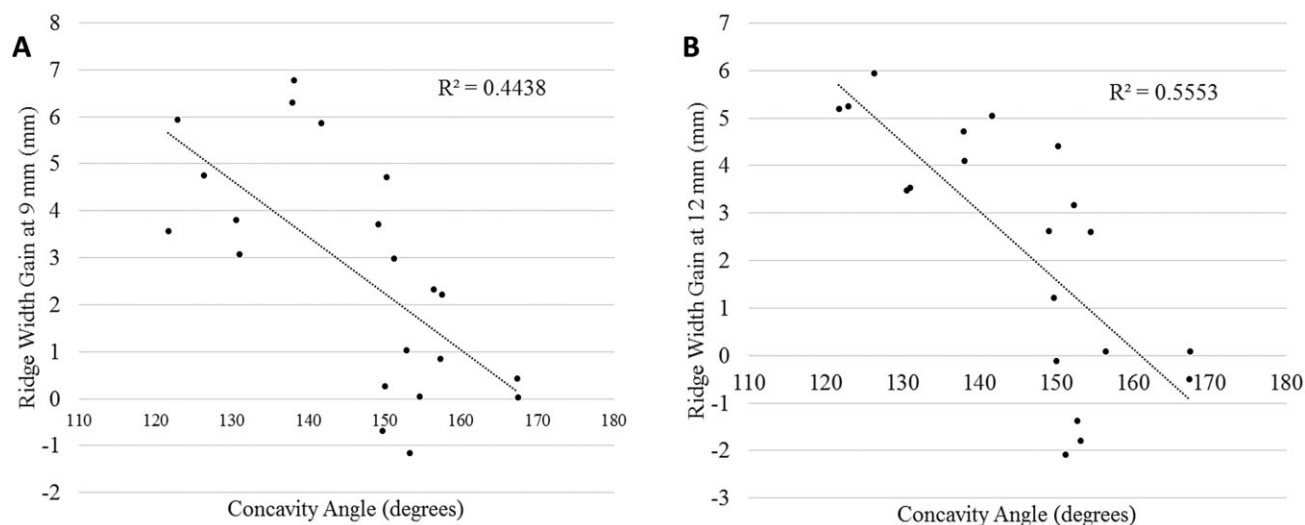 A
Ridge Width Gain at 9 mm (mm)
8
7
6
5
4
3
2
1
0
-1
-2
110 120 130 140 150 160 170 180
R² = 0.4438
Concavity Angle (degrees)
B
Ridge Width Gain at 12 mm (mm)
7
6
5
4
3
2
1
0
-1
-2
-3
110 120 130 140 150 160 170 180
R² = 0.5553
Concavity Angle (degrees)